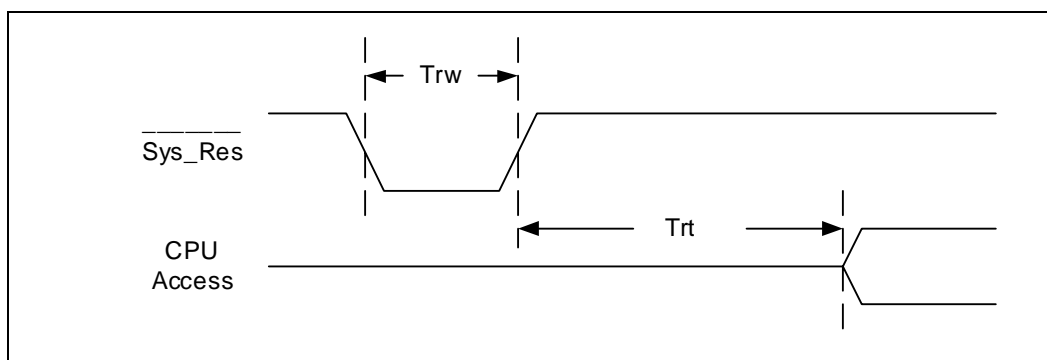 Trw
Sys_Res
Trt
CPU
Access